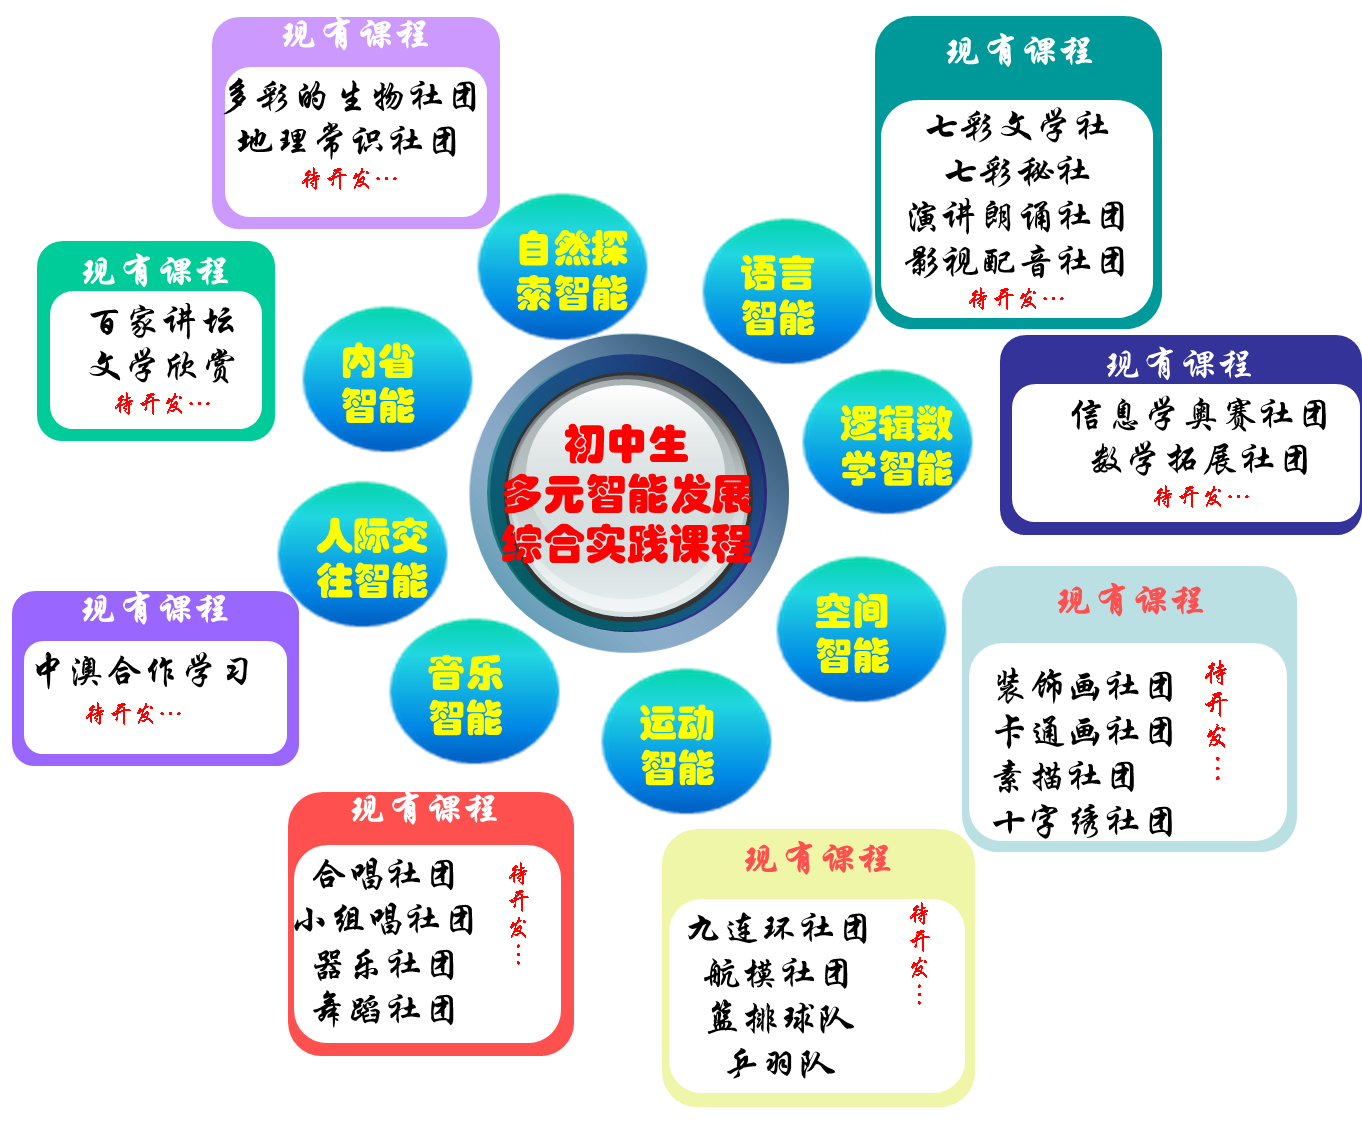 现有课程
多彩的生物社团
地理常识社团
待开发…
现有课程
七彩文学社
七彩秘社
演讲朗诵社团
影视配音社团
待开发…
现有课程
百家讲坛
文学欣赏
待开发…
自然探
索智能
语言
智能
内省
智能
逻辑数
学智能
现有课程
信息学奥赛社团
数学拓展社团
待开发…
初中生
多元智能发展
综合实践课程
人际交
往智能
空间
智能
现有课程
中澳合作学习
待开发…
音乐
智能
运动
智能
现有课程
装饰画社团
卡通画社团
素描社团
十字绣社团
待开发…
现有课程
合唱社团
小组唱社团
器乐社团
舞蹈社团
待开发…
现有课程
九连环社团
航模社团
篮排球队
乒羽队
待开发…